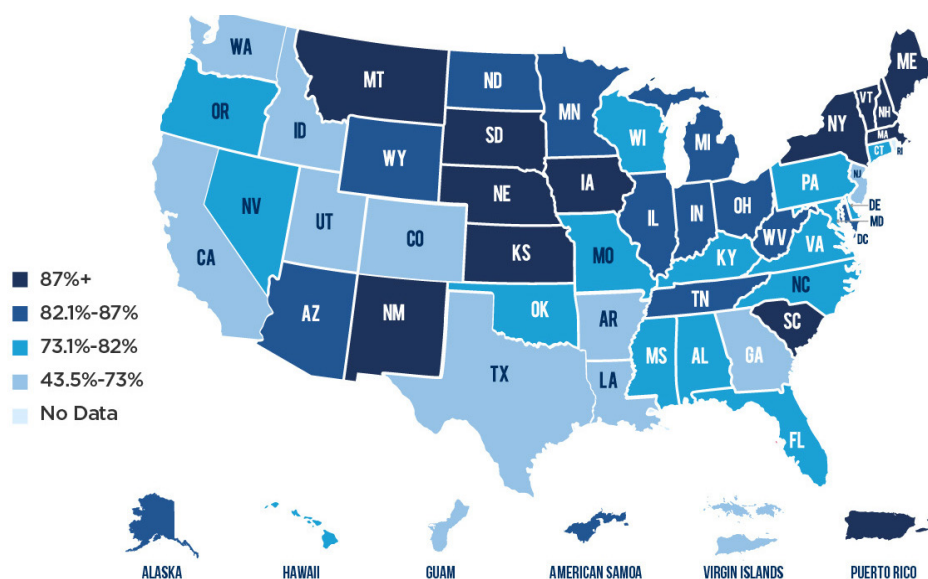 WA
MT
ME
ND
VT
NH
OR
MN
ID
SD
WI
NY
MA
MI
CT
RI
WY
NE
IA
PA
NJ
NV
OH
DE
UT
IL
IN
MD
CO
WV
DC
CA
KS
MO
VA
KY
87%+
NC
TN
82.1%-87%
AZ
NM
OK
AR
SC
73.1%-82%
MS
AL
GA
43.5%-73%
TX
LA
No Data
FL
ALASKA
HAWAII
GUAM
AMERICAN SAMOA
VIRGIN ISLANDS
PUERTO RICO